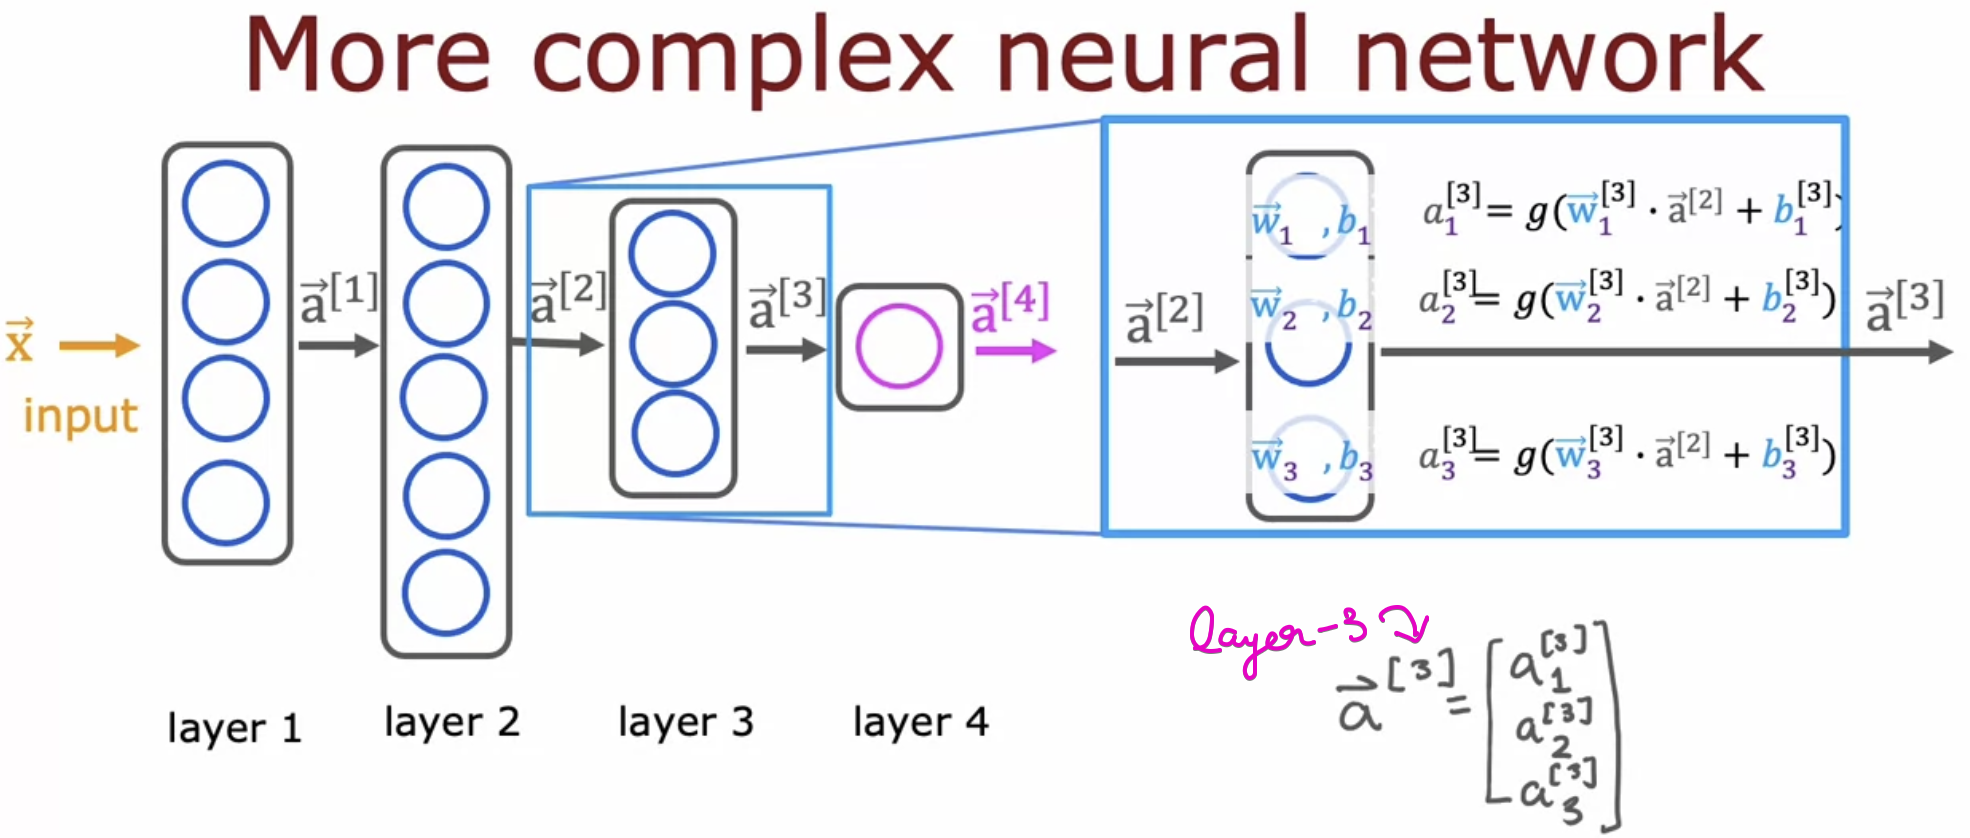 More complex neural network
x⃗
input
a⃗[1]
a⃗[2]
a⃗[3]
a⃗[4]
layer 1
layer 2
layer 3
layer 4
a⃗[2]
w⃗₁ , b₁
w⃗₂ , b₂
w⃗₃ , b₃
a₁[3] = g(w⃗₁[3] · a⃗[2] + b₁[3])
a₂[3] = g(w⃗₂[3] · a⃗[2] + b₂[3])
a₃[3] = g(w⃗₃[3] · a⃗[2] + b₃[3])
a⃗[3]
Layer-3
a⃗[3] = [a₁[3]
a₂[3]
a₃[3]]